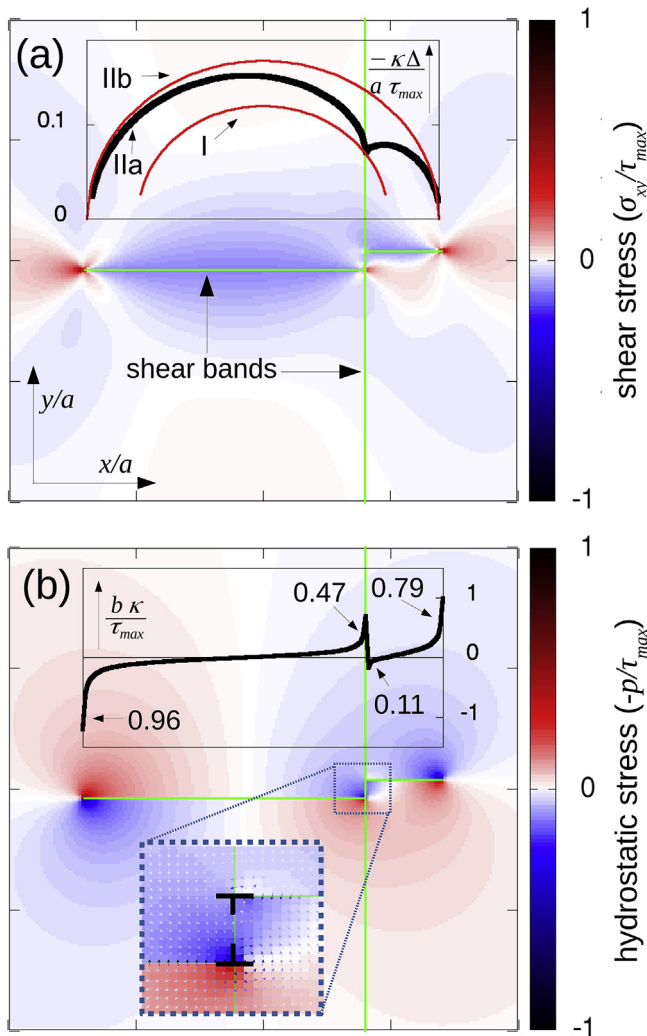 (a)
IIb
−κΔ
a τmax
0.1
IIa
I
0
shear bands
y/a
x/a
1
0
-1
shear stress (σxy/τmax)
(b)
b κ
τmax
0.47
0.79
1
0
0.96
0.11
-1
1
0
-1
hydrostatic stress (-p/τmax)